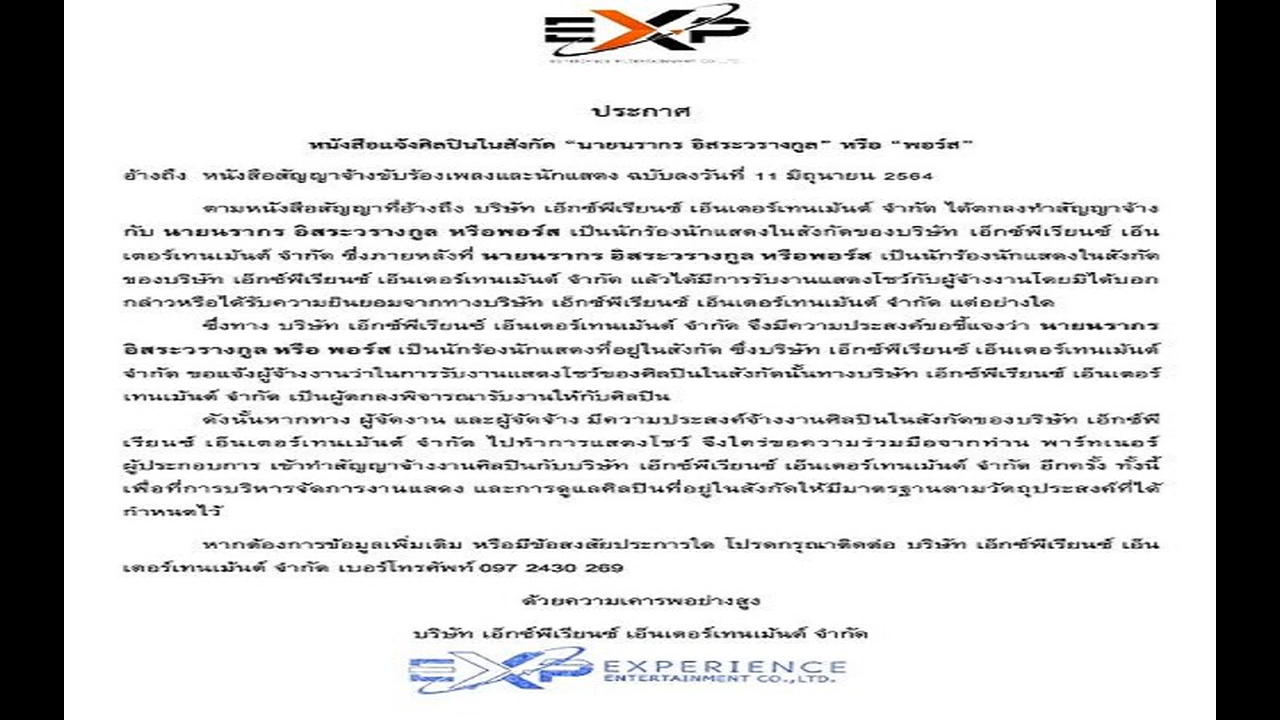 EXP
EXPERIENCE ENTERTAINMENT CO.,LTD.
ประกาศ
หนังสือแจ้งศิลปินในสังกัด “นายนรากร อิสระวรางกูล” หรือ “พอร์ส”
อ้างถึง หนังสือสัญญาจ้างขับร้องเพลงและนักแสดง ฉบับลงวันที่ 11 มิถุนายน 2564
ตามหนังสือสัญญาที่อ้างถึง บริษัท เอ็กซ์พีเรียนซ์ เอ็นเตอร์เทนเม้นต์ จำกัด ได้ตกลงทำสัญญาจ้าง
กับ นายนรากร อิสระวรางกูล หรือพอร์ส เป็นนักร้องนักแสดงในสังกัดของบริษัท เอ็กซ์พีเรียนซ์ เอ็น
เตอร์เทนเม้นต์ จำกัด ซึ่งภายหลังที่ นายนรากร อิสระวรางกูล หรือพอร์ส เป็นนักร้องนักแสดงในสังกัด
ของบริษัท เอ็กซ์พีเรียนซ์ เอ็นเตอร์เทนเม้นต์ จำกัด แล้วได้มีการรับงานแสดงโชว์กับผู้จ้างงานโดยมิได้บอก
กล่าวหรือได้รับความยินยอมจากทางบริษัท เอ็กซ์พีเรียนซ์ เอ็นเตอร์เทนเม้นต์ จำกัด แต่อย่างใด
ซึ่งทาง บริษัท เอ็กซ์พีเรียนซ์ เอ็นเตอร์เทนเม้นต์ จำกัด จึงมีความประสงค์ขอชี้แจงว่า นายนรากร
อิสระวรางกูล หรือ พอร์ส เป็นนักร้องนักแสดงที่อยู่ในสังกัด ซึ่งบริษัท เอ็กซ์พีเรียนซ์ เอ็นเตอร์เทนเม้นต์
จำกัด ขอแจ้งผู้จ้างงานว่าในการรับงานแสดงโชว์ของศิลปินในสังกัดนั้นทางบริษัท เอ็กซ์พีเรียนซ์ เอ็นเตอร์
เทนเม้นต์ จำกัด เป็นผู้ตกลงพิจารณารับงานให้กับศิลปิน
ดังนั้นหากทาง ผู้จัดงาน และผู้จัดจ้าง มีความประสงค์จ้างงานศิลปินในสังกัดของบริษัท เอ็กซ์พี
เรียนซ์ เอ็นเตอร์เทนเม้นต์ จำกัด ไปทำการแสดงโชว์ จึงใคร่ขอความร่วมมือจากท่าน พาร์ทเนอร์
ผู้ประกอบการ เข้าทำสัญญาจ้างงานศิลปินกับบริษัท เอ็กซ์พีเรียนซ์ เอ็นเตอร์เทนเม้นต์ จำกัด อีกครั้ง ทั้งนี้
เพื่อที่การบริหารจัดการงานแสดง และการดูแลศิลปินที่อยู่ในสังกัดให้มีมาตรฐานตามวัตถุประสงค์ที่ได้
กำหนดไว้
หากต้องการข้อมูลเพิ่มเติม หรือมีข้อสงสัยประการใด โปรดกรุณาติดต่อ บริษัท เอ็กซ์พีเรียนซ์ เอ็น
เตอร์เทนเม้นต์ จำกัด เบอร์โทรศัพท์ 097 2430 269
ด้วยความเคารพอย่างสูง
บริษัท เอ็กซ์พีเรียนซ์ เอ็นเตอร์เทนเม้นต์ จำกัด
EXP EXPERIENCE
ENTERTAINMENT CO.,LTD.